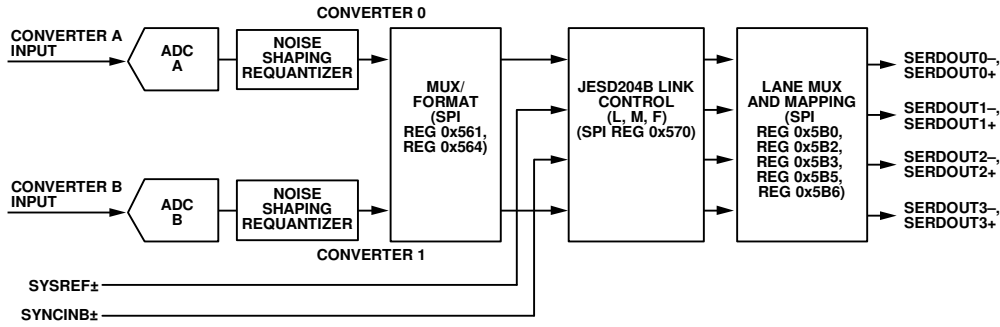 CONVERTER 0
CONVERTER A
INPUT
ADC
A
NOISE
SHAPING
REQUANTIZER
MUX/
FORMAT
(SPI
REG 0x561,
REG 0x564)
JESD204B LINK
CONTROL
(L, M, F)
(SPI REG 0x570)
LANE MUX
AND MAPPING
(SPI
REG 0x5B0,
REG 0x5B2,
REG 0x5B3,
REG 0x5B5,
REG 0x5B6)
SERDOUT0–,
SERDOUT0+
SERDOUT1–,
SERDOUT1+
SERDOUT2–,
SERDOUT2+
SERDOUT3–,
SERDOUT3+
CONVERTER B
INPUT
ADC
B
NOISE
SHAPING
REQUANTIZER
CONVERTER 1
SYSREF±
SYNCINB±